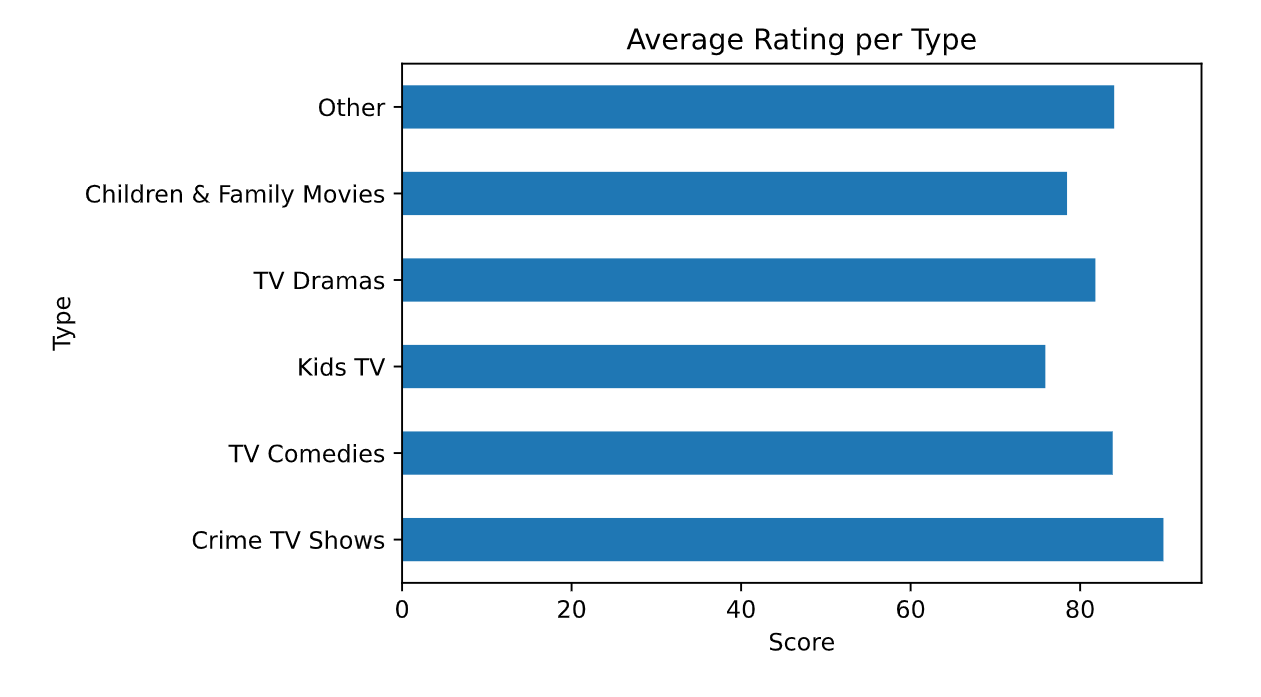 Average Rating per Type
Type
Other
Children & Family Movies
TV Dramas
Kids TV
TV Comedies
Crime TV Shows
0 20 40 60 80
Score